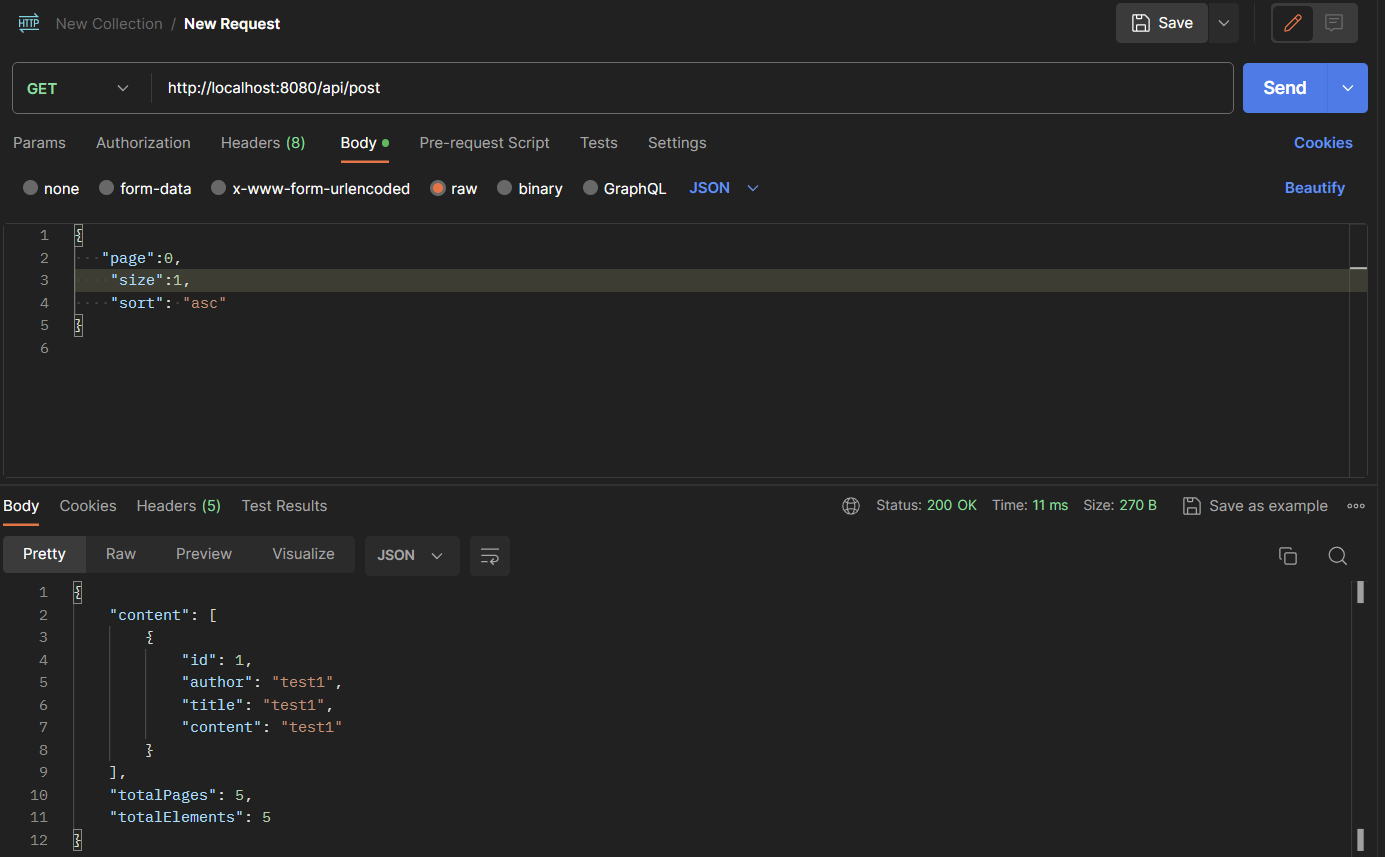 HTTP New Collection / New Request Save
GET http://localhost:8080/api/post Send
Params Authorization Headers (8) Body Pre-request Script Tests Settings Cookies
none form-data x-www-form-urlencoded raw binary GraphQL JSON Beautify
1 {
2 "page":0,
3 "size":1,
4 "sort": "asc"
5 }
6
Body Cookies Headers (5) Test Results Status: 200 OK Time: 11 ms Size: 270 B Save as example
Pretty Raw Preview Visualize JSON
1 {
2 "content": [
3 {
4 "id": 1,
5 "author": "test1",
6 "title": "test1",
7 "content": "test1"
8 }
9 ],
10 "totalPages": 5,
11 "totalElements": 5
12 }